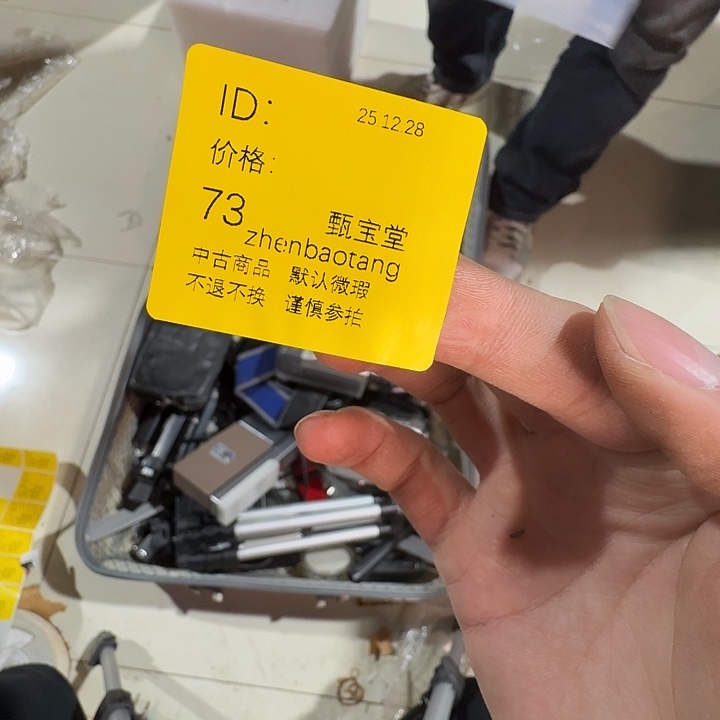 ID:
25.12.28
价格:
73
甄宝堂
zhenbaotang
中古商品 默认微瑕
不退不换 谨慎参拍